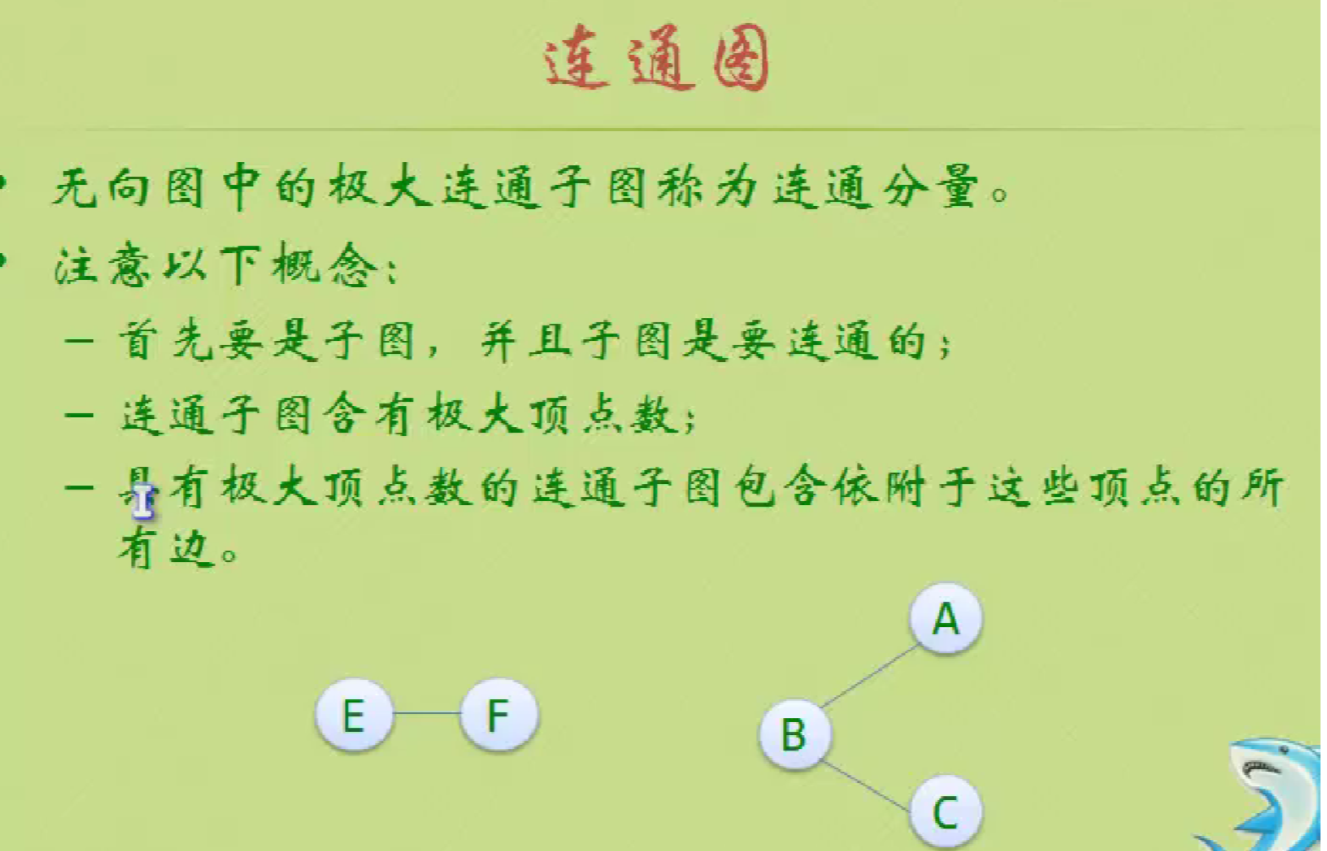 连通图
无向图中的极大连通子图称为连通分量。
注意以下概念:
– 首先要是子图，并且子图是要连通的;
– 连通子图含有极大顶点数;
– 具有极大顶点数的连通子图包含依附于这些顶点的所
有边。
A
E F
B
C